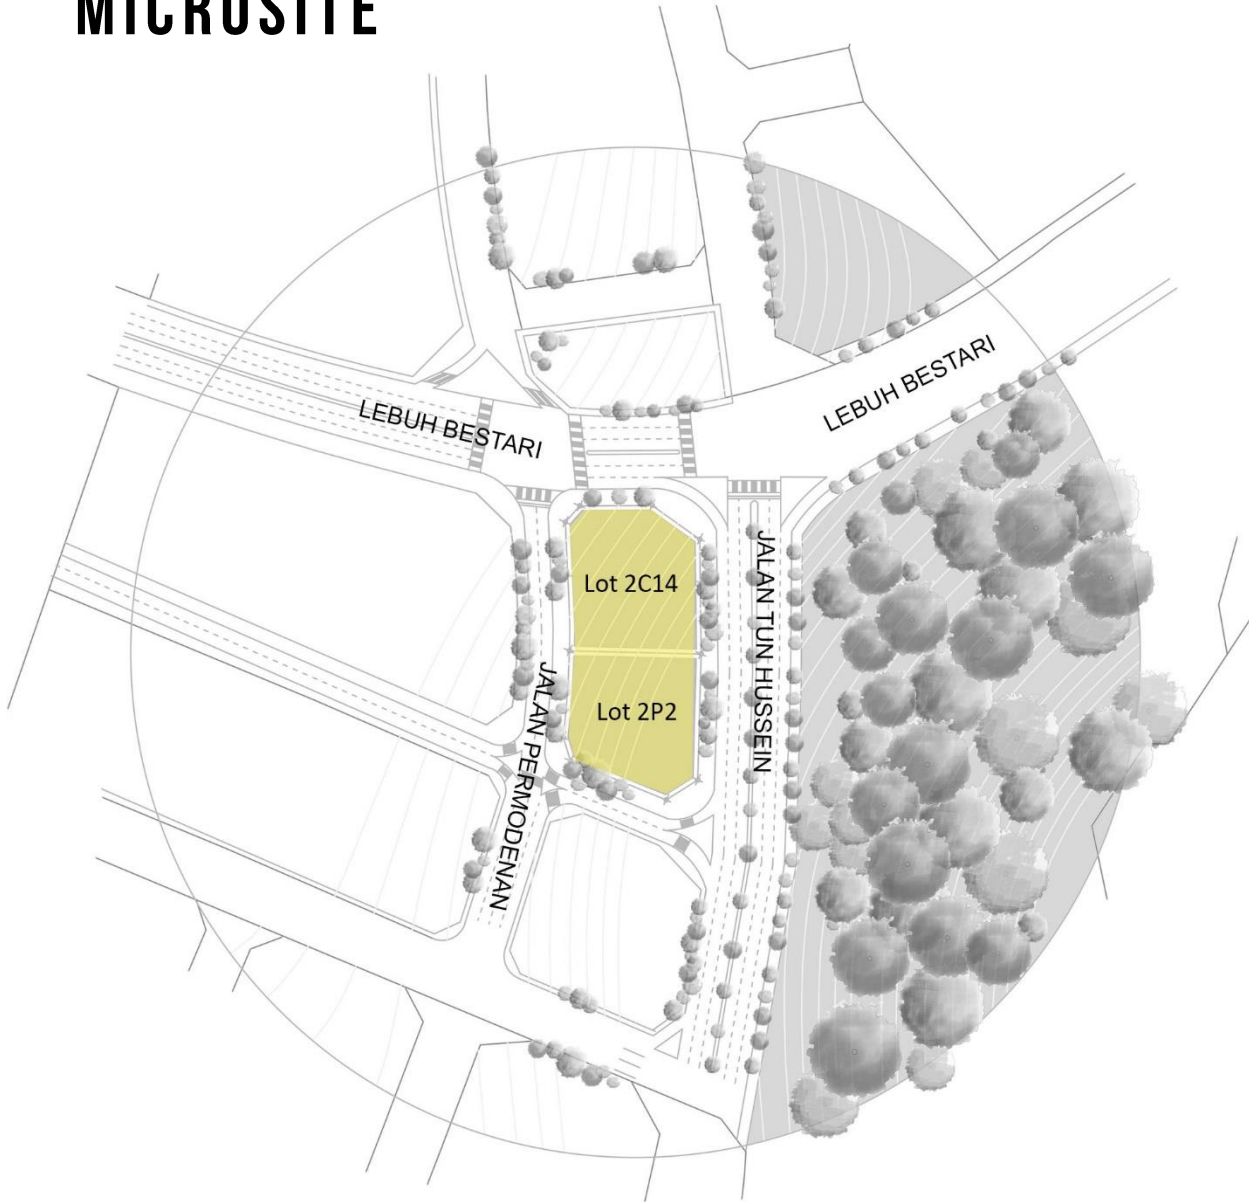 MICROSITE
LEBUH BESTARI
LEBUH BESTARI
Lot 2C14
JALAN TUN HUSSEIN
Lot 2P2
JALAN PERMODENAN